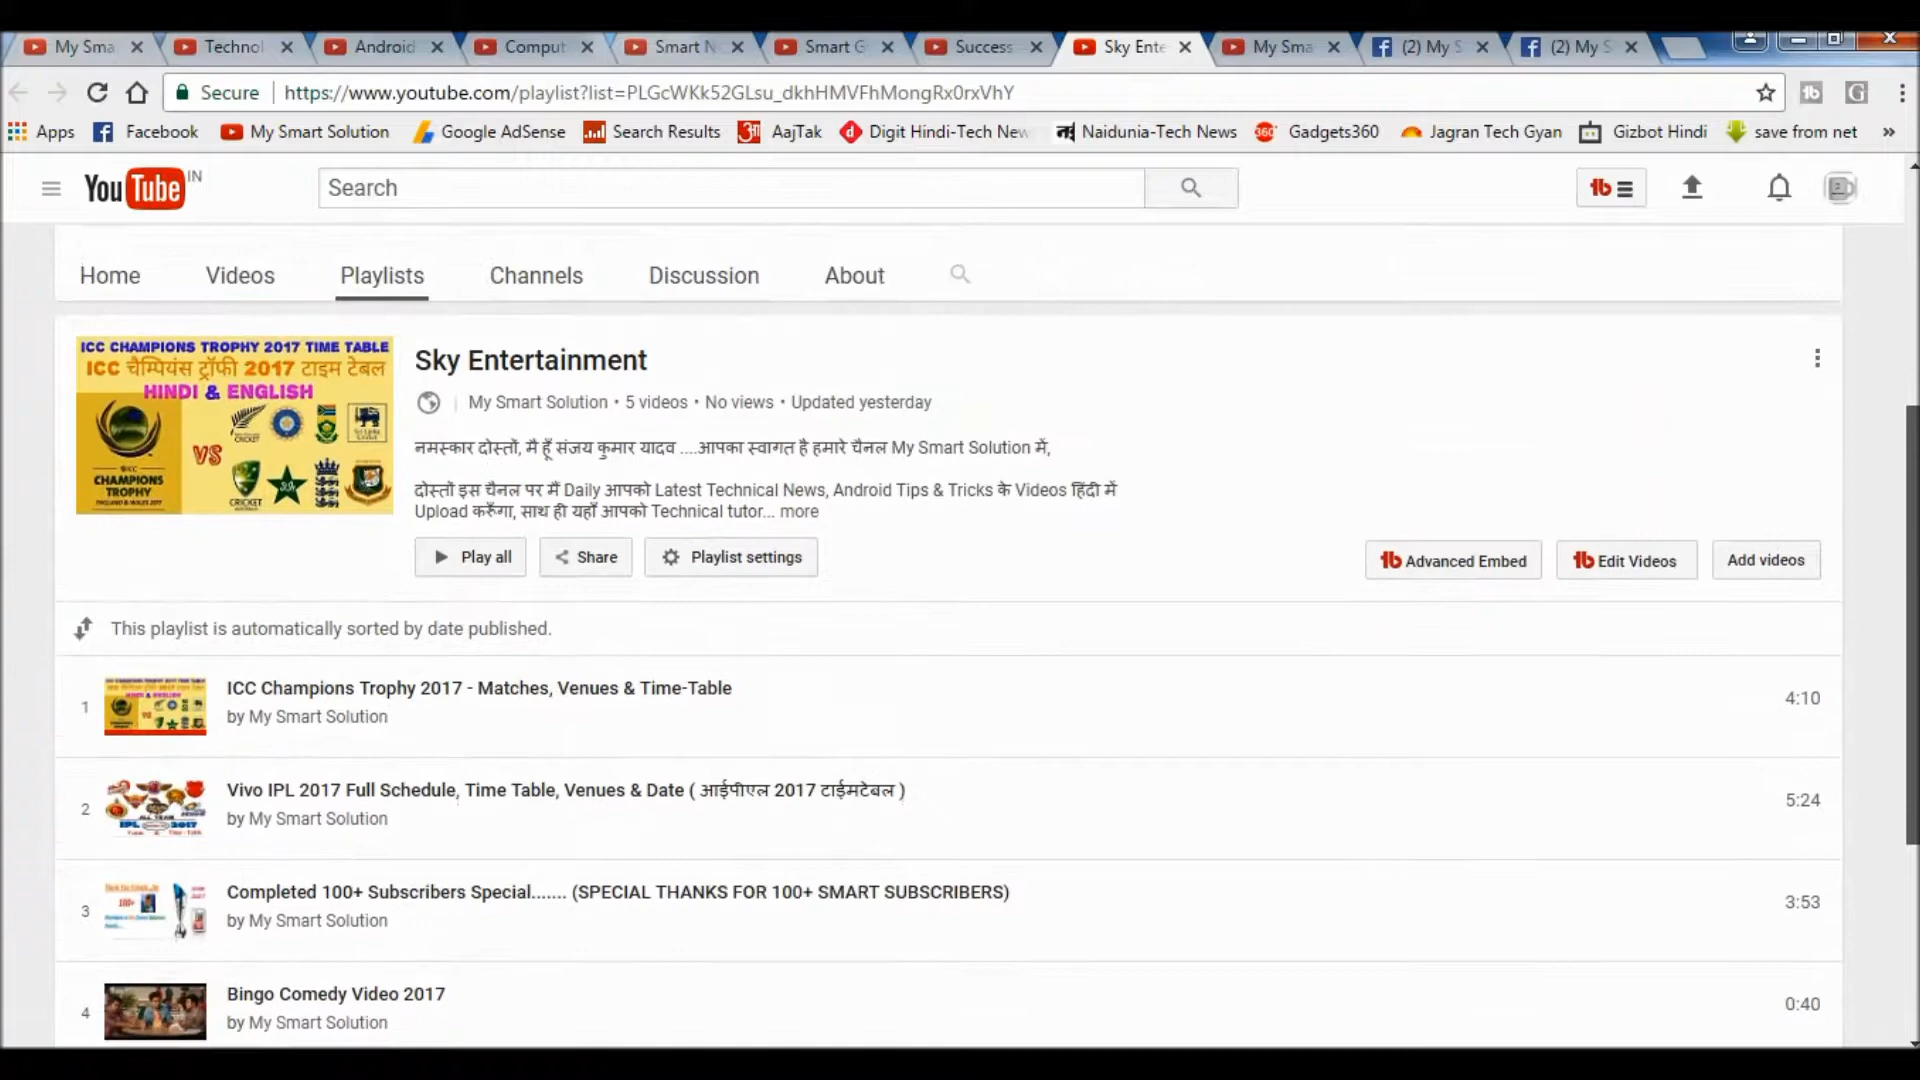 My Sma
Technol
Android
Comput
Smart N
Smart G
Success
Sky Ente
My Sma
(2) My S
(2) My S
Secure
https://www.youtube.com/playlist?list=PLGcWKk52GLsu_dkhHMVFhMongRx0rxVhY
Apps
Facebook
My Smart Solution
Google AdSense
Search Results
AajTak
Digit Hindi-Tech New
Naidunia-Tech News
Gadgets360
Jagran Tech Gyan
Gizbot Hindi
save from net
YouTube IN
Search
Home
Videos
Playlists
Channels
Discussion
About
ICC CHAMPIONS TROPHY 2017 TIME TABLE
ICC चैम्पियंस ट्रॉफी 2017 टाइम टेबल
HINDI & ENGLISH
VS
CHAMPIONS
TROPHY
CRICKET
Sky Entertainment
My Smart Solution • 5 videos • No views • Updated yesterday
नमस्कार दोस्तों, मै हूँ संजय कुमार यादव ....आपका स्वागत है हमारे चैनल My Smart Solution में,
दोस्तों इस चैनल पर मैं Daily आपको Latest Technical News, Android Tips & Tricks के Videos हिंदी में
Upload करूँगा, साथ ही यहाँ आपको Technical tutor... more
Play all
Share
Playlist settings
Advanced Embed
Edit Videos
Add videos
This playlist is automatically sorted by date published.
1
ICC Champions Trophy 2017 - Matches, Venues & Time-Table
by My Smart Solution
4:10
2
Vivo IPL 2017 Full Schedule, Time Table, Venues & Date ( आईपीएल 2017 टाईमटेबल )
by My Smart Solution
5:24
3
Completed 100+ Subscribers Special....... (SPECIAL THANKS FOR 100+ SMART SUBSCRIBERS)
by My Smart Solution
3:53
4
Bingo Comedy Video 2017
by My Smart Solution
0:40